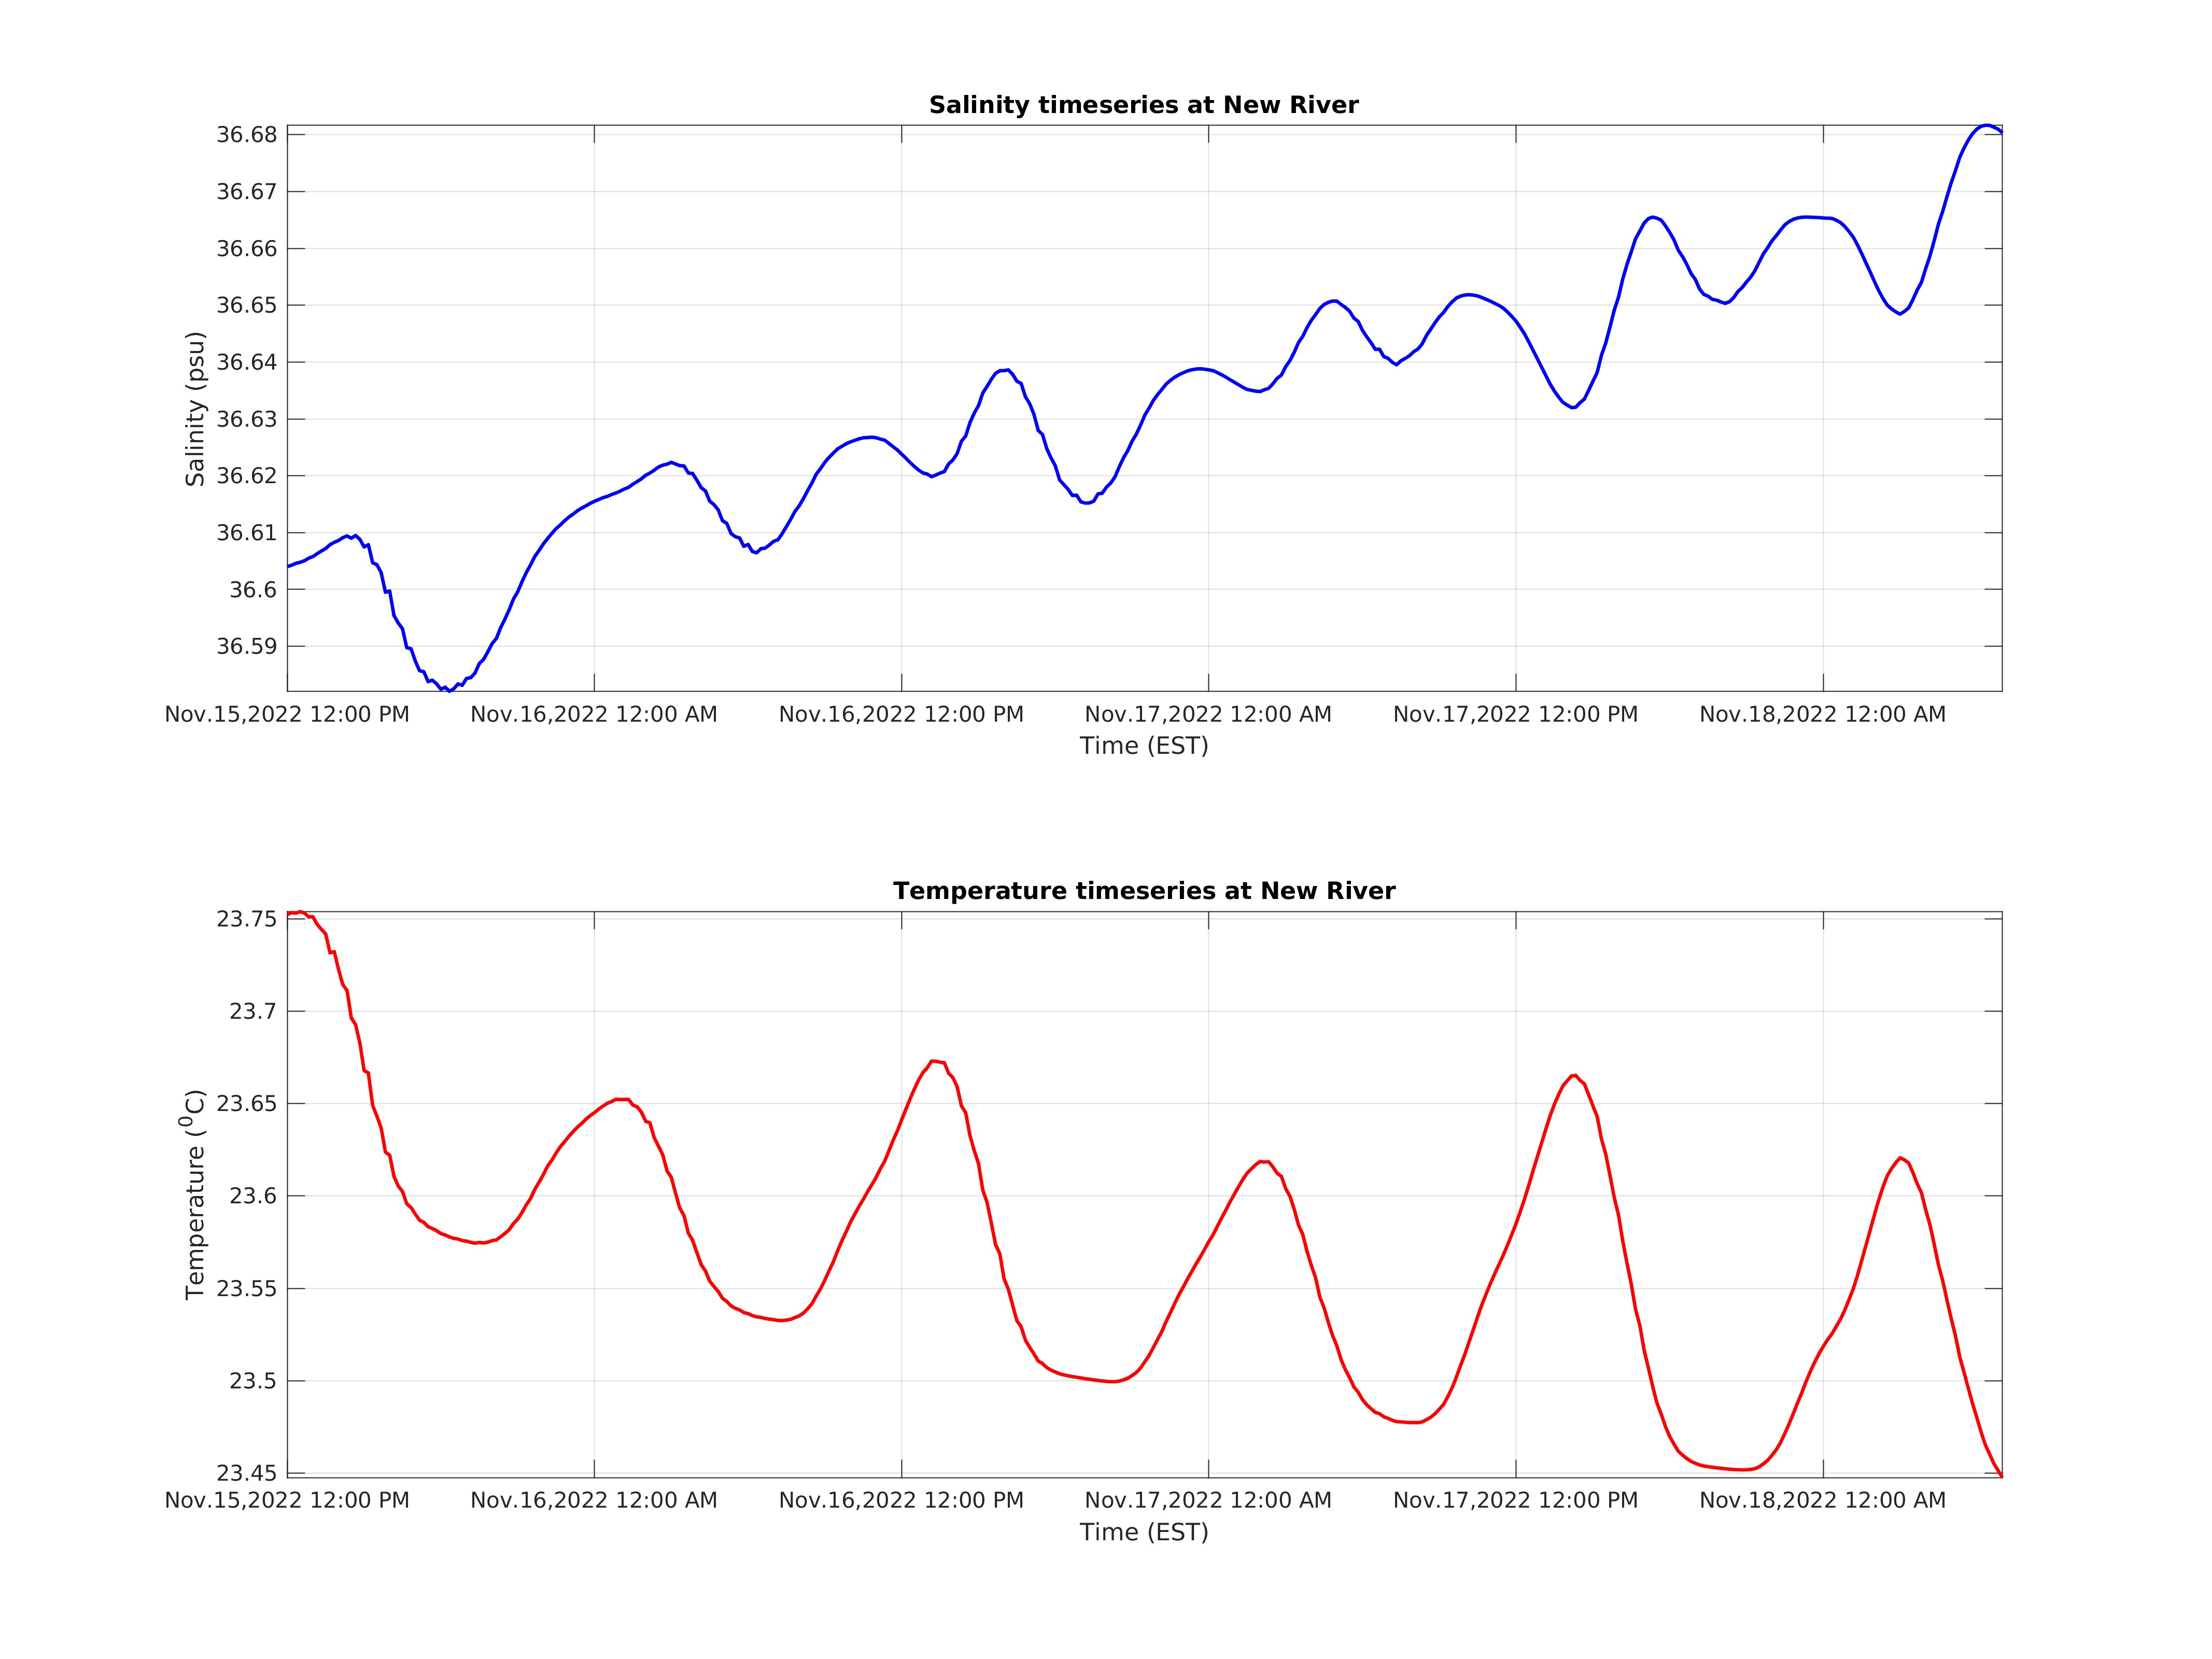 Salinity timeseries at New River
36.68
36.67
36.66
36.65
36.64
36.63
36.62
36.61
36.6
36.59
Salinity (psu)
Nov.15,2022 12:00 PM Nov.16,2022 12:00 AM Nov.16,2022 12:00 PM Nov.17,2022 12:00 AM Nov.17,2022 12:00 PM Nov.18,2022 12:00 AM
Time (EST)
Temperature timeseries at New River
23.75
23.7
23.65
23.6
23.55
23.5
23.45
Temperature (⁰C)
Nov.15,2022 12:00 PM Nov.16,2022 12:00 AM Nov.16,2022 12:00 PM Nov.17,2022 12:00 AM Nov.17,2022 12:00 PM Nov.18,2022 12:00 AM
Time (EST)